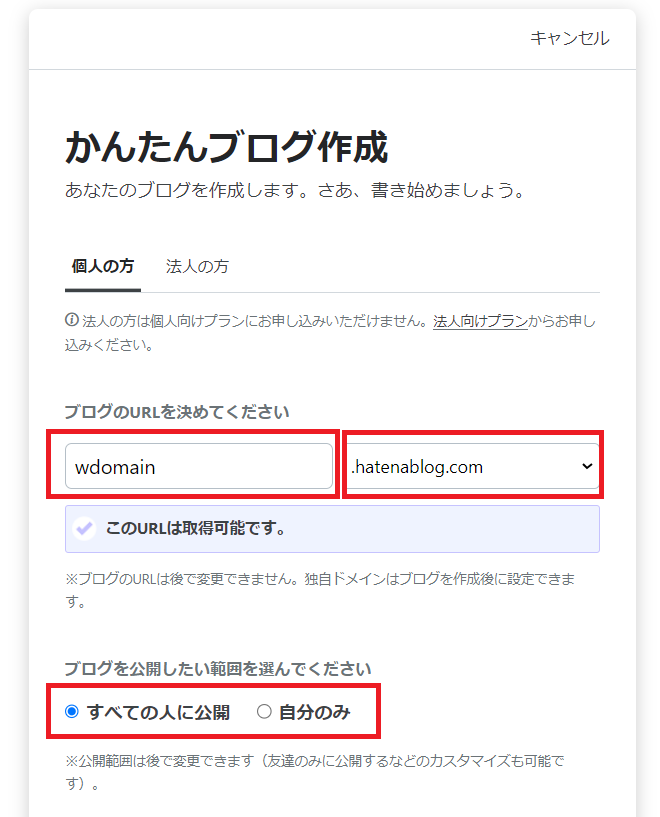 キャンセル
かんたんブログ作成
あなたのブログを作成します。さあ、書き始めましょう。
個人の方 法人の方
法人の方は個人向けプランにお申し込みいただけません。法人向けプランからお申し
込みください。
ブログのURLを決めてください
wdomain .hatenablog.com
このURLは取得可能です。
※ブログのURLは後で変更できません。独自ドメインはブログを作成後に設定できま
す。
ブログを公開したい範囲を選んでください
すべての人に公開 自分のみ
※公開範囲は後で変更できます（友達のみに公開するなどのカスタマイズも可能で
す）。